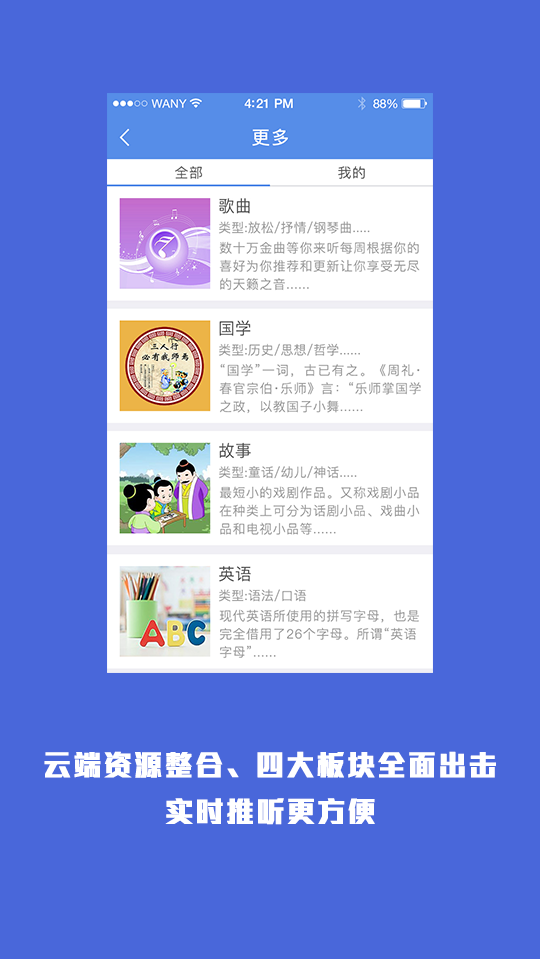 WANY 4:21 PM 88%
更多
全部 我的
歌曲
类型:放松/抒情/钢琴曲.....
数十万金曲等你来听每周根据你的
喜好为你推荐和更新让你享受无尽
的天籁之音......
三人行
必有我师焉
国学
类型:历史/思想/哲学......
“国学”一词，古已有之。《周礼·
春官宗伯·乐师》言：“乐师掌国学
之政，以教国子小舞......
故事
类型:童话/幼儿/神话.....
最短小的戏剧作品。又称戏剧小品
在种类上可分为话剧小品、戏曲小
品和电视小品等......
ABC
英语
类型:语法/口语
现代英语所使用的拼写字母，也是
完全借用了26个字母。所谓“英语
字母”......
云端资源整合、四大板块全面出击
实时推听更方便